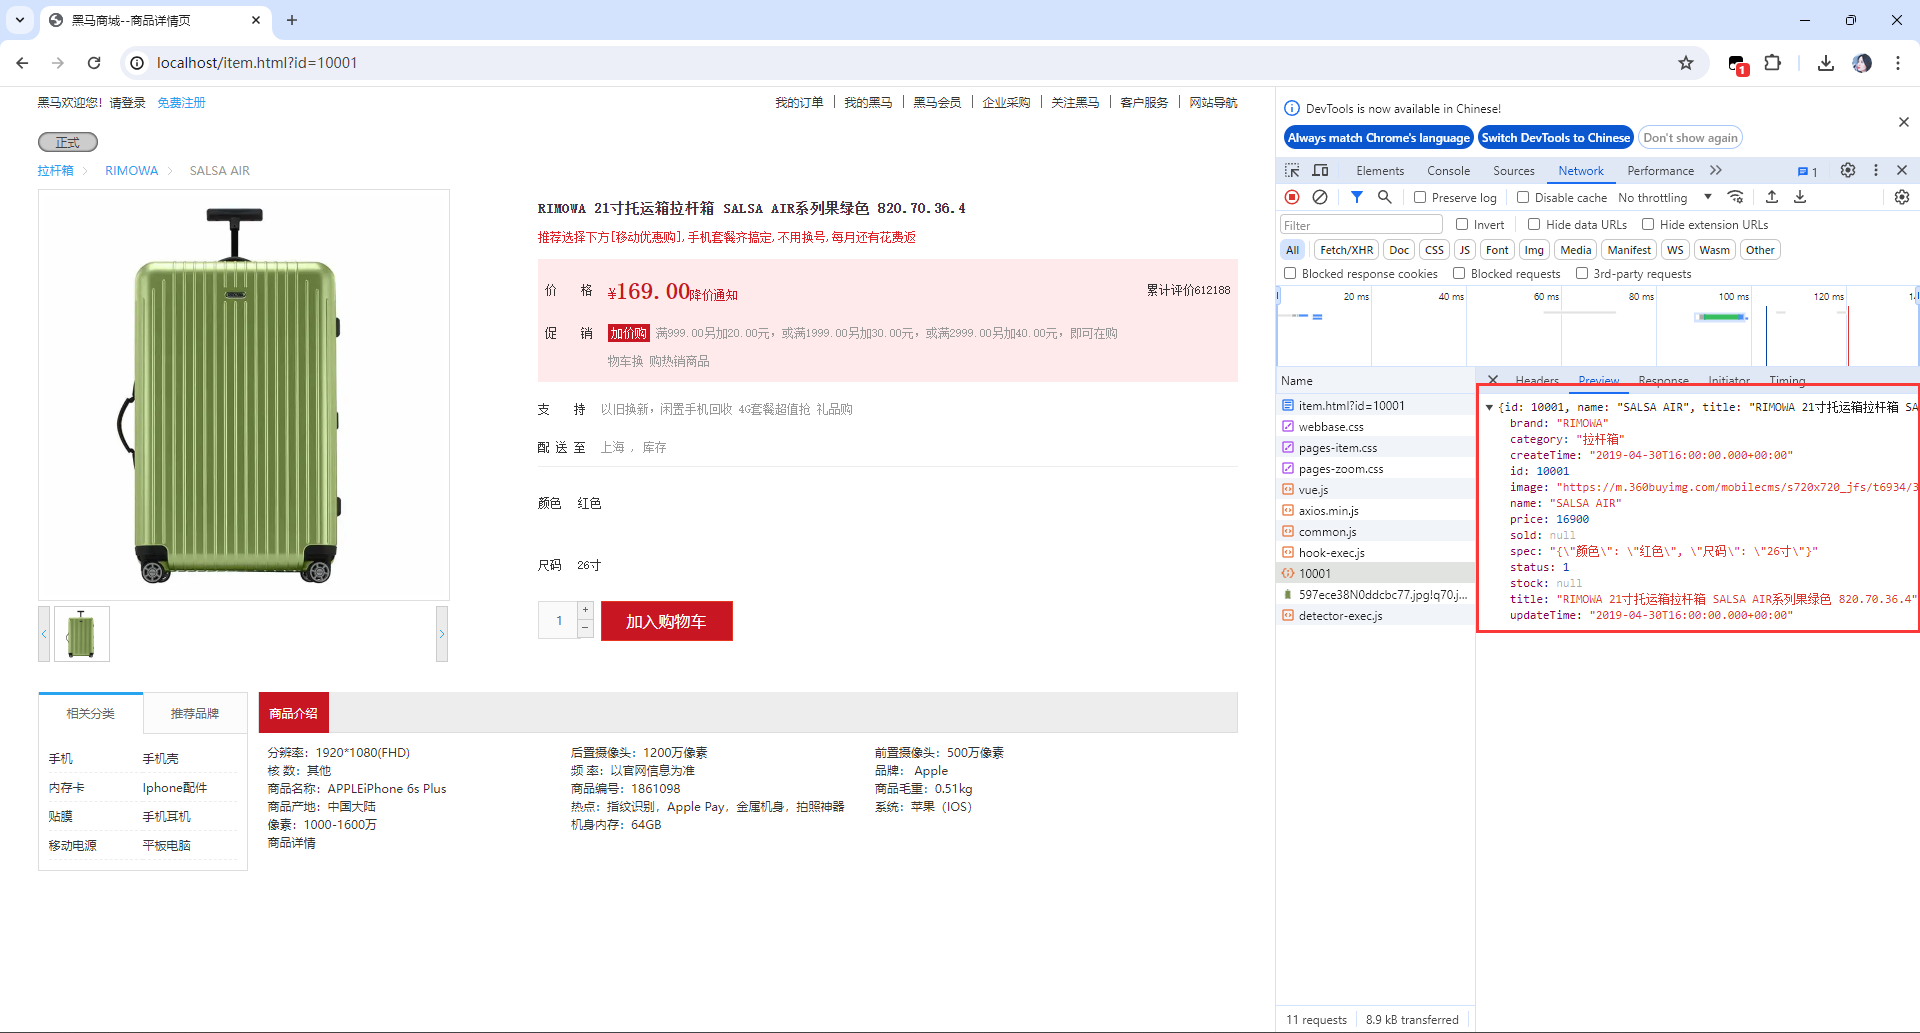 黑马商城--商品详情页
localhost/item.html?id=10001
1
黑马欢迎您！请登录 免费注册
我的订单 我的黑马 黑马会员 企业采购 关注黑马 客户服务 网站导航
正式
拉杆箱 RIMOWA SALSA AIR
RIMOWA 21寸托运箱拉杆箱 SALSA AIR系列果绿色 820.70.36.4
推荐选择下方[移动优惠购],手机套餐齐搞定,不用换号,每月还有花费返
价 格 ¥169.00降价通知 累计评价612188
促 销 加价购 满999.00另加20.00元，或满1999.00另加30.00元，或满2999.00另加40.00元，即可在购
物车换 购热销商品
支 持 以旧换新，闲置手机回收 4G套餐超值抢 礼品购
配 送 至 上海 ， 库存
颜色 红色
尺码 26寸
1 + - 加入购物车
相关分类 推荐品牌
手机 手机壳
内存卡 Iphone配件
贴膜 手机耳机
移动电源 平板电脑
商品介绍
分辨率：1920*1080(FHD) 后置摄像头：1200万像素 前置摄像头：500万像素
核 数：其他 频 率：以官网信息为准 品牌： Apple
商品名称：APPLEiPhone 6s Plus 商品编号：1861098 商品毛重：0.51kg
商品产地：中国大陆 热点：指纹识别，Apple Pay，金属机身，拍照神器 系统：苹果（IOS）
像素：1000-1600万 机身内存：64GB
商品详情
DevTools is now available in Chinese!
Always match Chrome's language Switch DevTools to Chinese Don't show again
Elements Console Sources Network Performance 1
Preserve log Disable cache No throttling
Filter Invert Hide data URLs Hide extension URLs
All Fetch/XHR Doc CSS JS Font Img Media Manifest WS Wasm Other
Blocked response cookies Blocked requests 3rd-party requests
20 ms 40 ms 60 ms 80 ms 100 ms 120 ms
Name
item.html?id=10001
webbase.css
pages-item.css
pages-zoom.css
vue.js
axios.min.js
common.js
hook-exec.js
10001
597ece38N0ddcbc77.jpg!q70.j...
detector-exec.js
Headers Preview Response Initiator Timing
{id: 10001, name: "SALSA AIR", title: "RIMOWA 21寸托运箱拉杆箱 SA
brand: "RIMOWA"
category: "拉杆箱"
createTime: "2019-04-30T16:00:00.000+00:00"
id: 10001
image: "https://m.360buyimg.com/mobilecms/s720x720_jfs/t6934/3
name: "SALSA AIR"
price: 16900
sold: null
spec: "{\"颜色\": \"红色\", \"尺码\": \"26寸\"}"
status: 1
stock: null
title: "RIMOWA 21寸托运箱拉杆箱 SALSA AIR系列果绿色 820.70.36.4"
updateTime: "2019-04-30T16:00:00.000+00:00"
11 requests 8.9 kB transferred